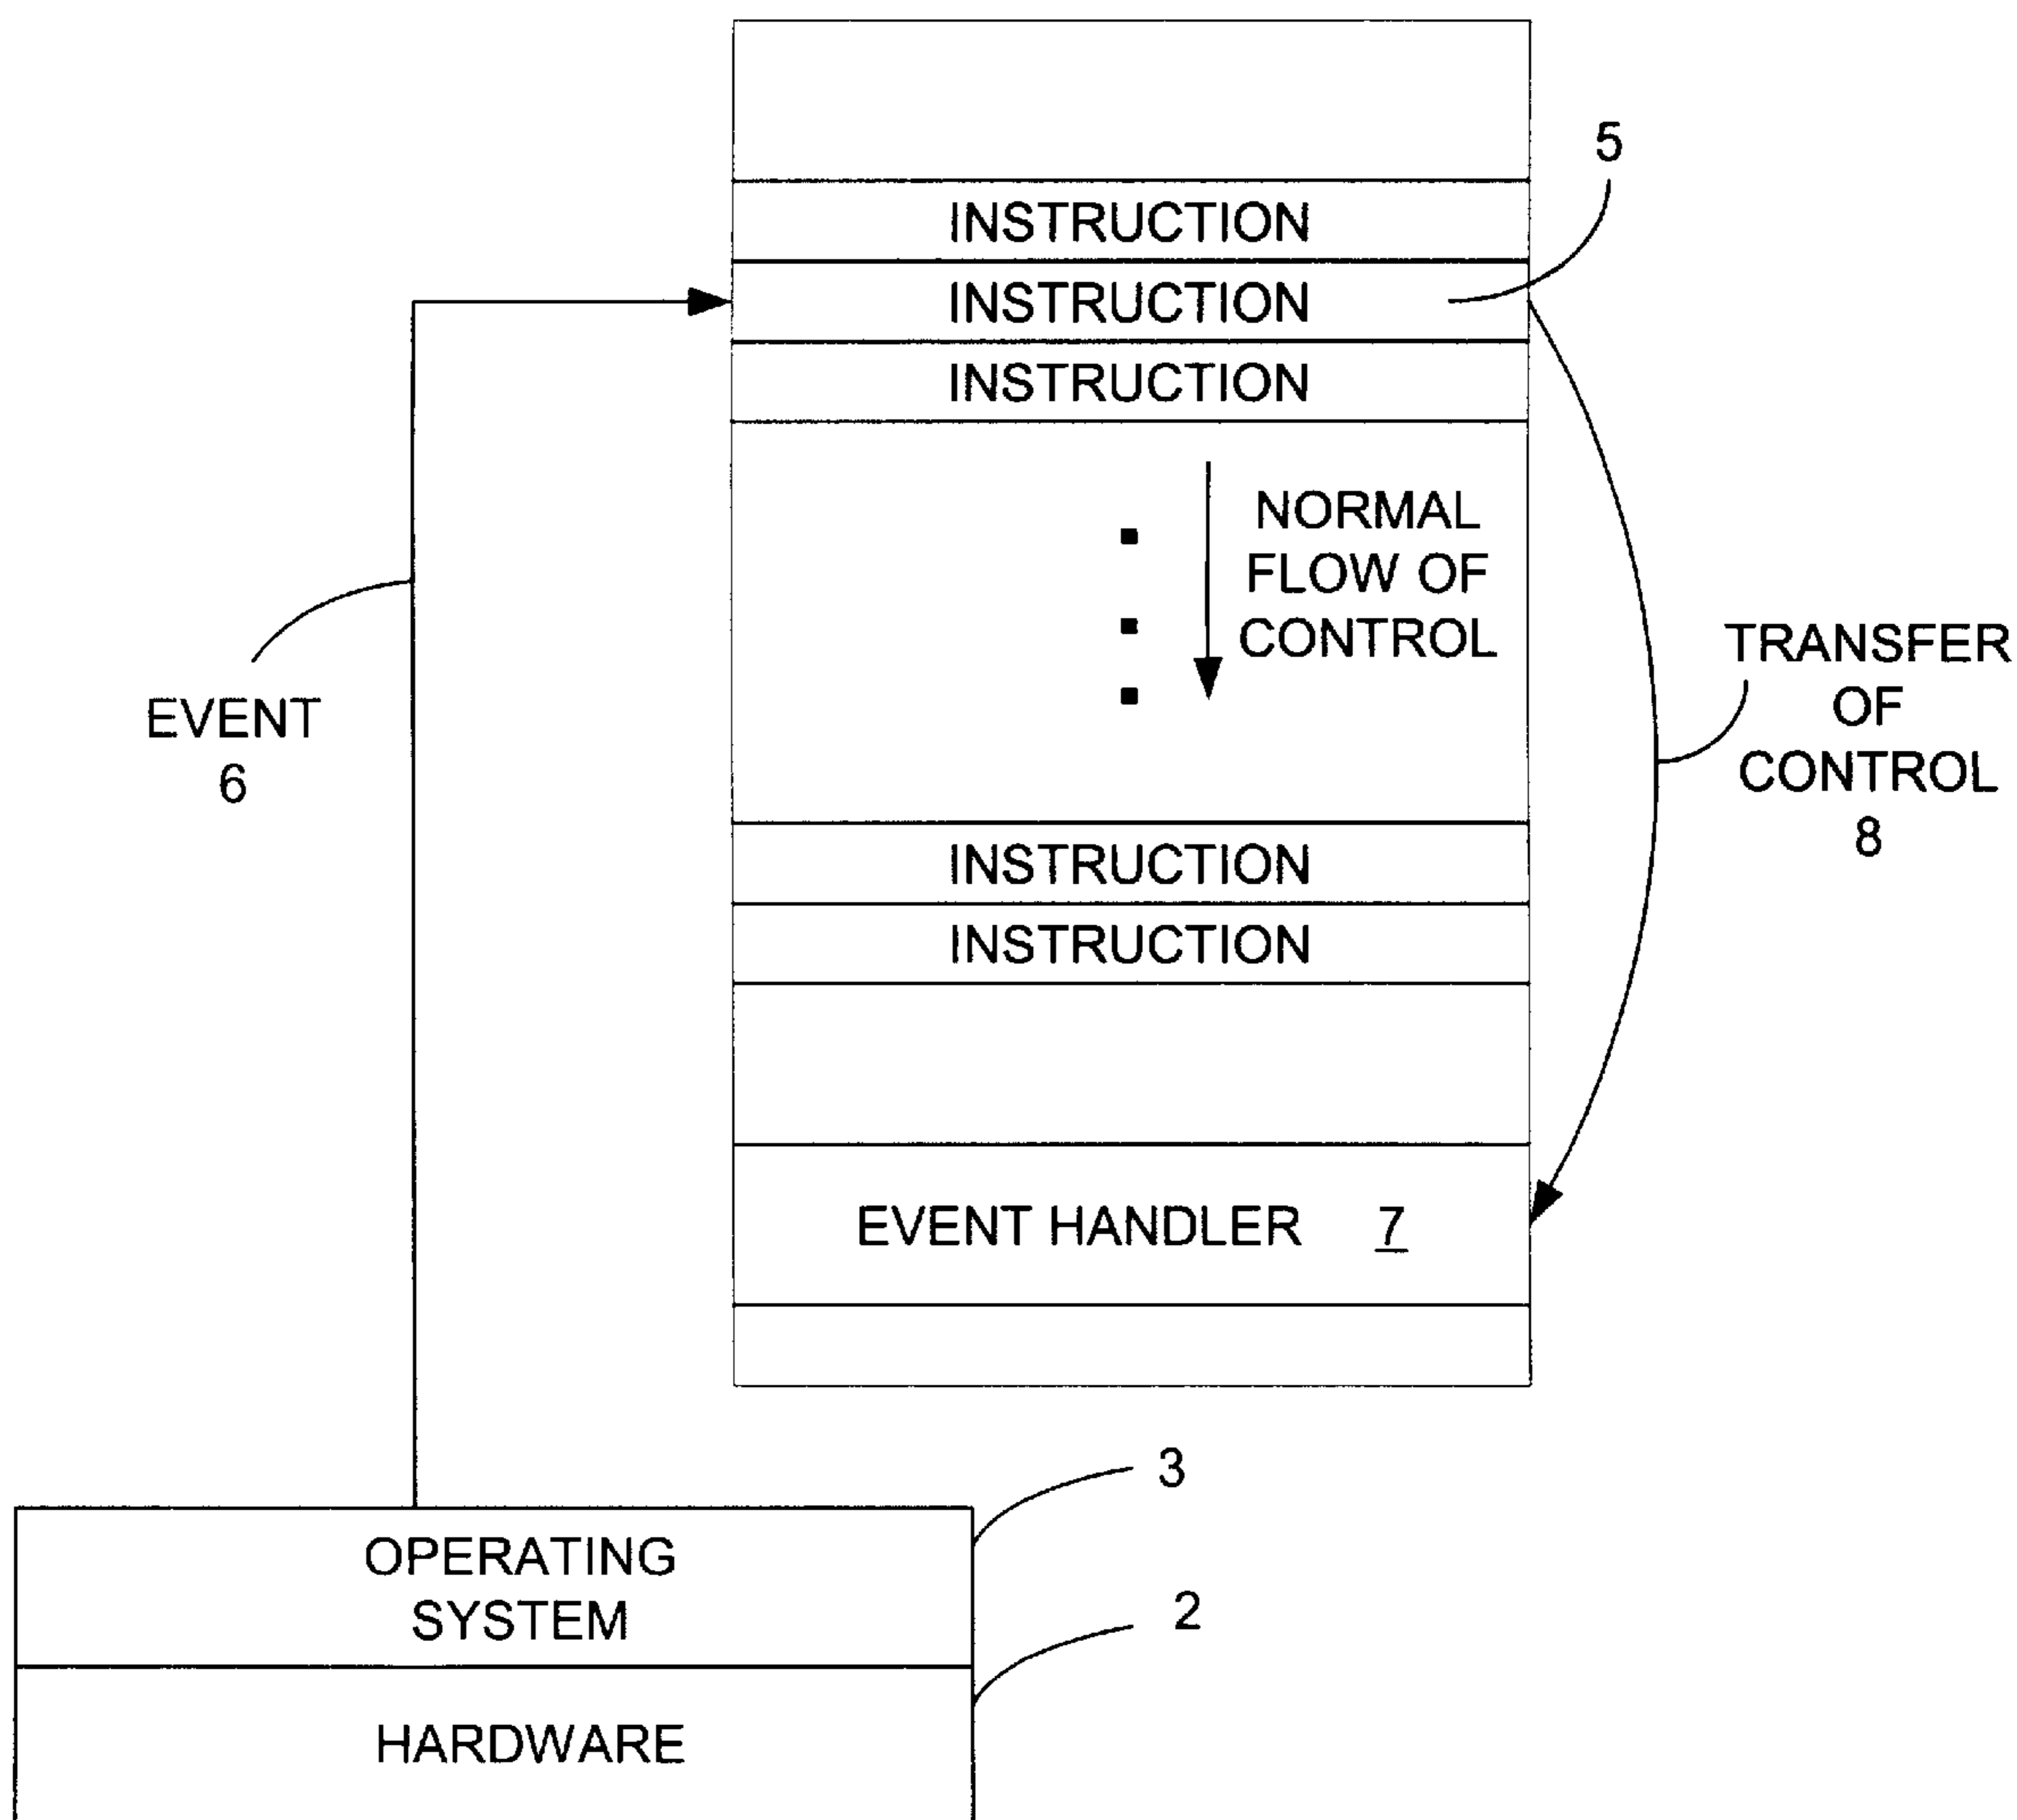 5
INSTRUCTION
INSTRUCTION
INSTRUCTION
NORMAL
FLOW OF
CONTROL
EVENT
6
TRANSFER
OF
CONTROL
8
INSTRUCTION
INSTRUCTION
EVENT HANDLER 7
3
OPERATING
SYSTEM
2
HARDWARE